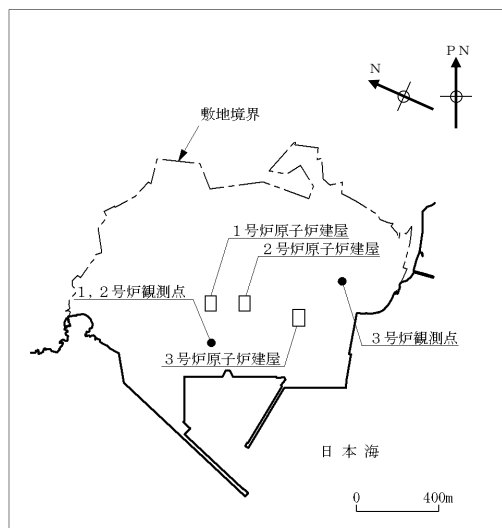 PN
N
敷地境界
1号炉原子炉建屋
2号炉原子炉建屋
1,2号炉観測点
3号炉観測点
3号炉原子炉建屋
日本海
0 400m